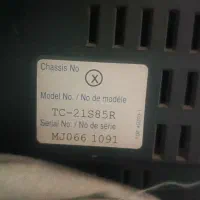 Chassis No
X
Model No. / No de modèle
TC-21S85R
Serial No. / No de série
MJ066 1091